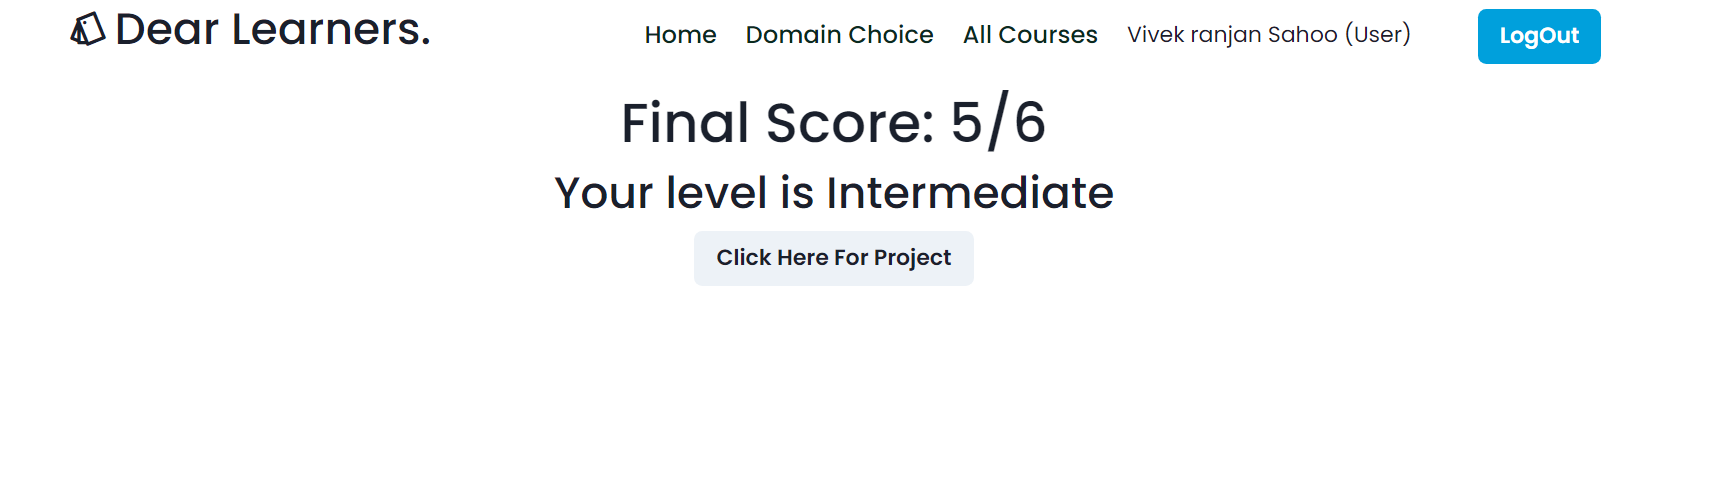 Dear Learners.
Home Domain Choice All Courses Vivek ranjan Sahoo (User) LogOut
Final Score: 5/6
Your level is Intermediate
Click Here For Project